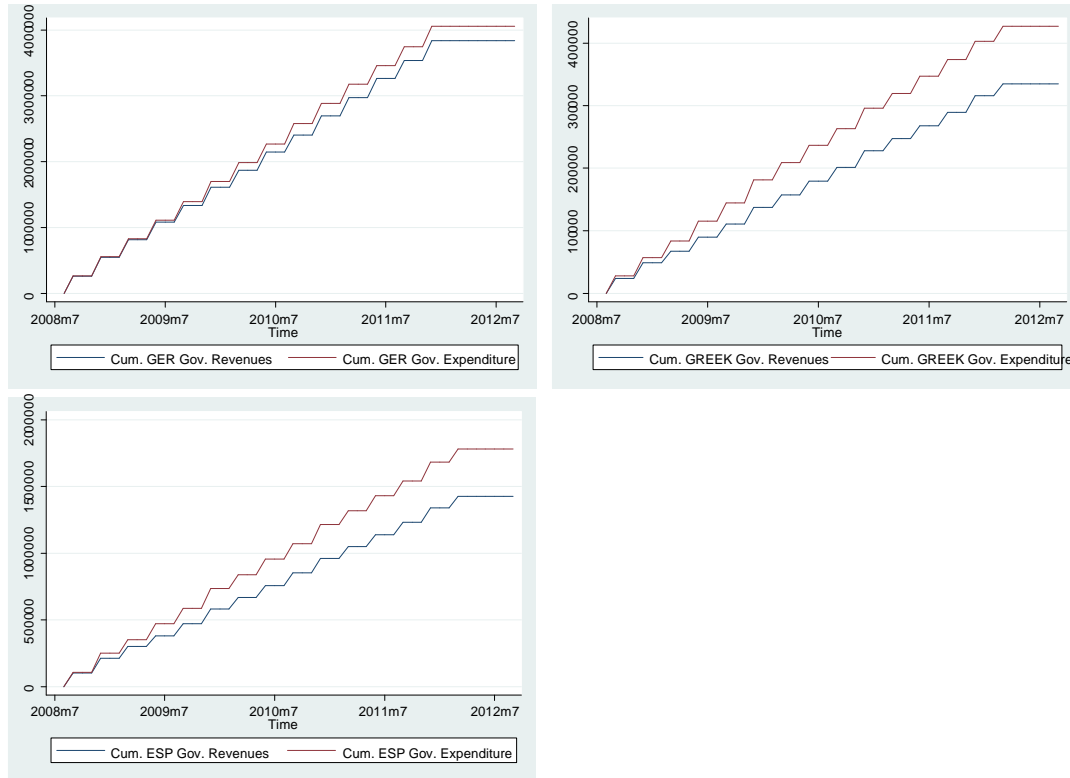 4000000
3000000
2000000
1000000
0
2008m7 2009m7 2010m7 2011m7 2012m7
Time
Cum. GER Gov. Revenues Cum. GER Gov. Expenditure
400000
300000
200000
100000
0
2008m7 2009m7 2010m7 2011m7 2012m7
Time
Cum. GREEK Gov. Revenues Cum. GREEK Gov. Expenditure
2000000
1500000
1000000
500000
0
2008m7 2009m7 2010m7 2011m7 2012m7
Time
Cum. ESP Gov. Revenues Cum. ESP Gov. Expenditure